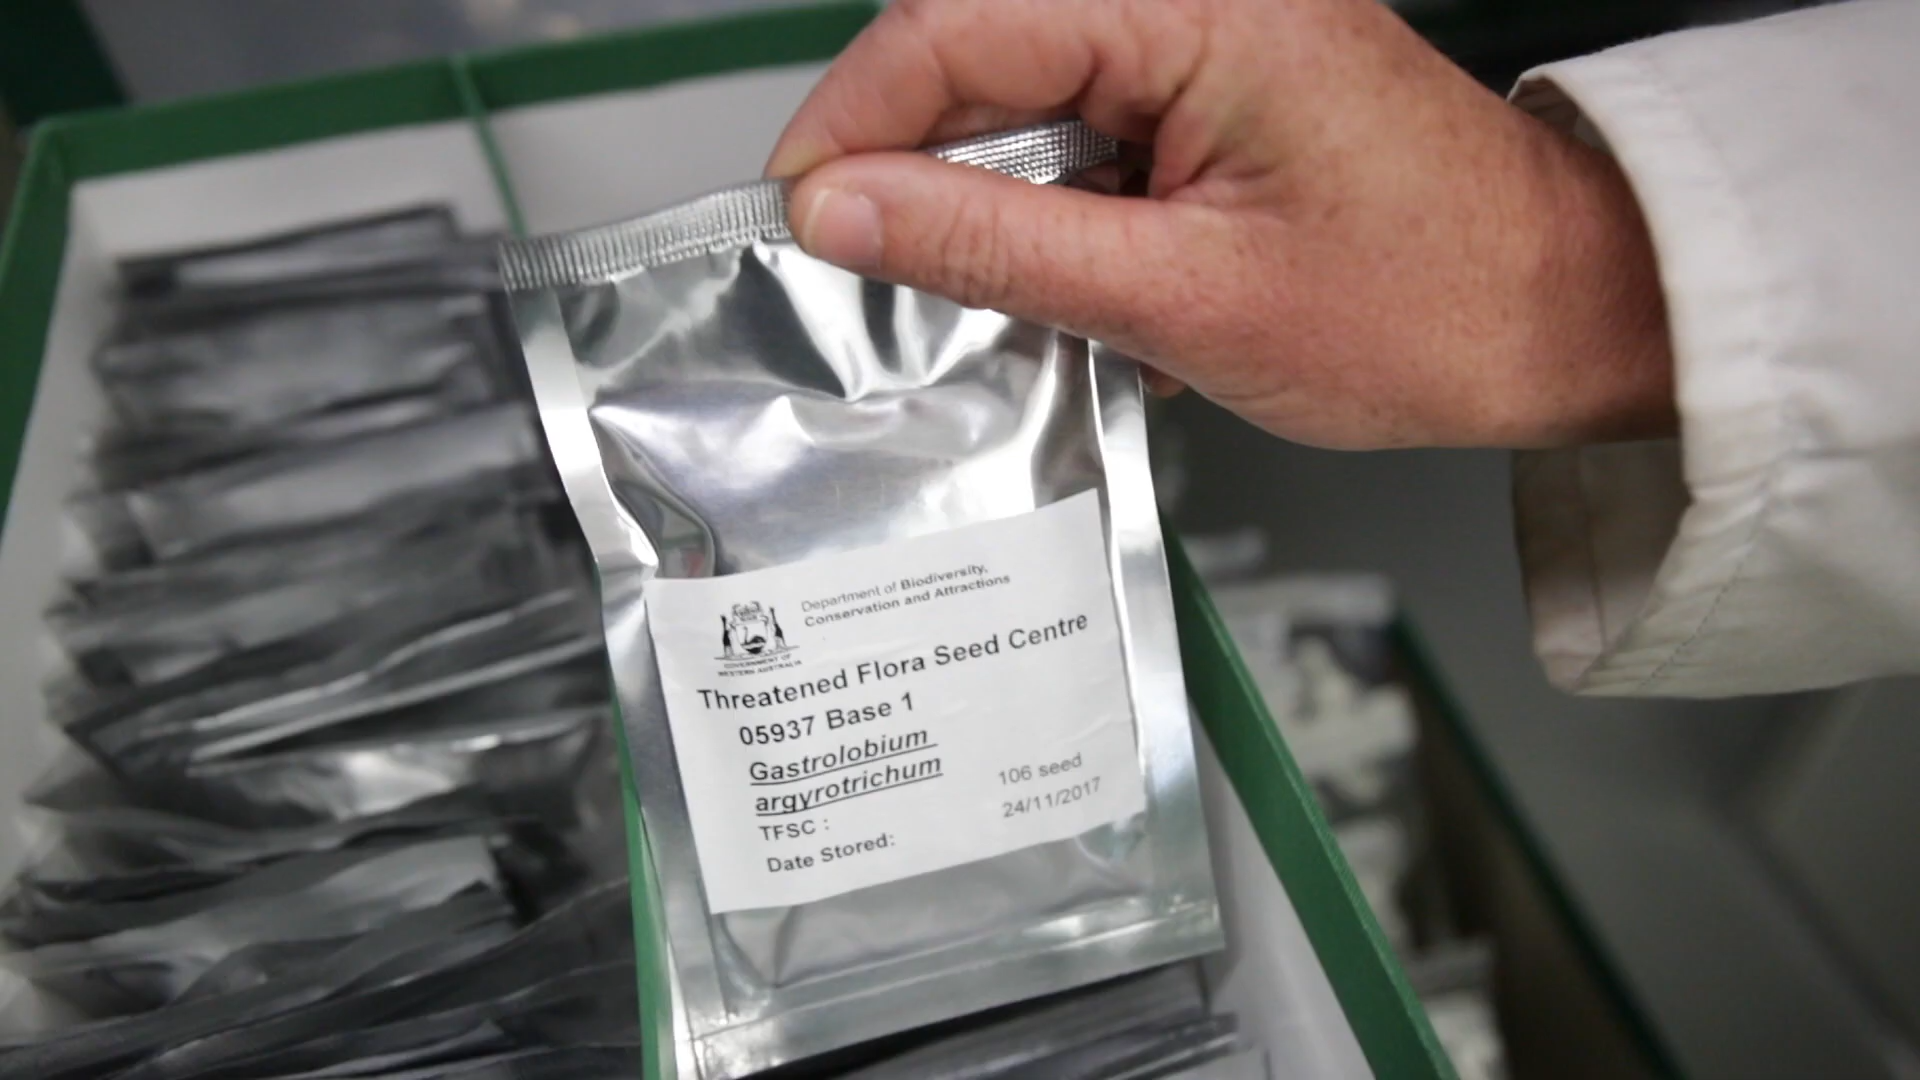 Department of Biodiversity,
Conservation and Attractions
GOVERNMENT OF
WESTERN AUSTRALIA
Threatened Flora Seed Centre
05937 Base 1
Gastrolobium
argyrotrichum
TFSC : 106 seed
Date Stored: 24/11/2017